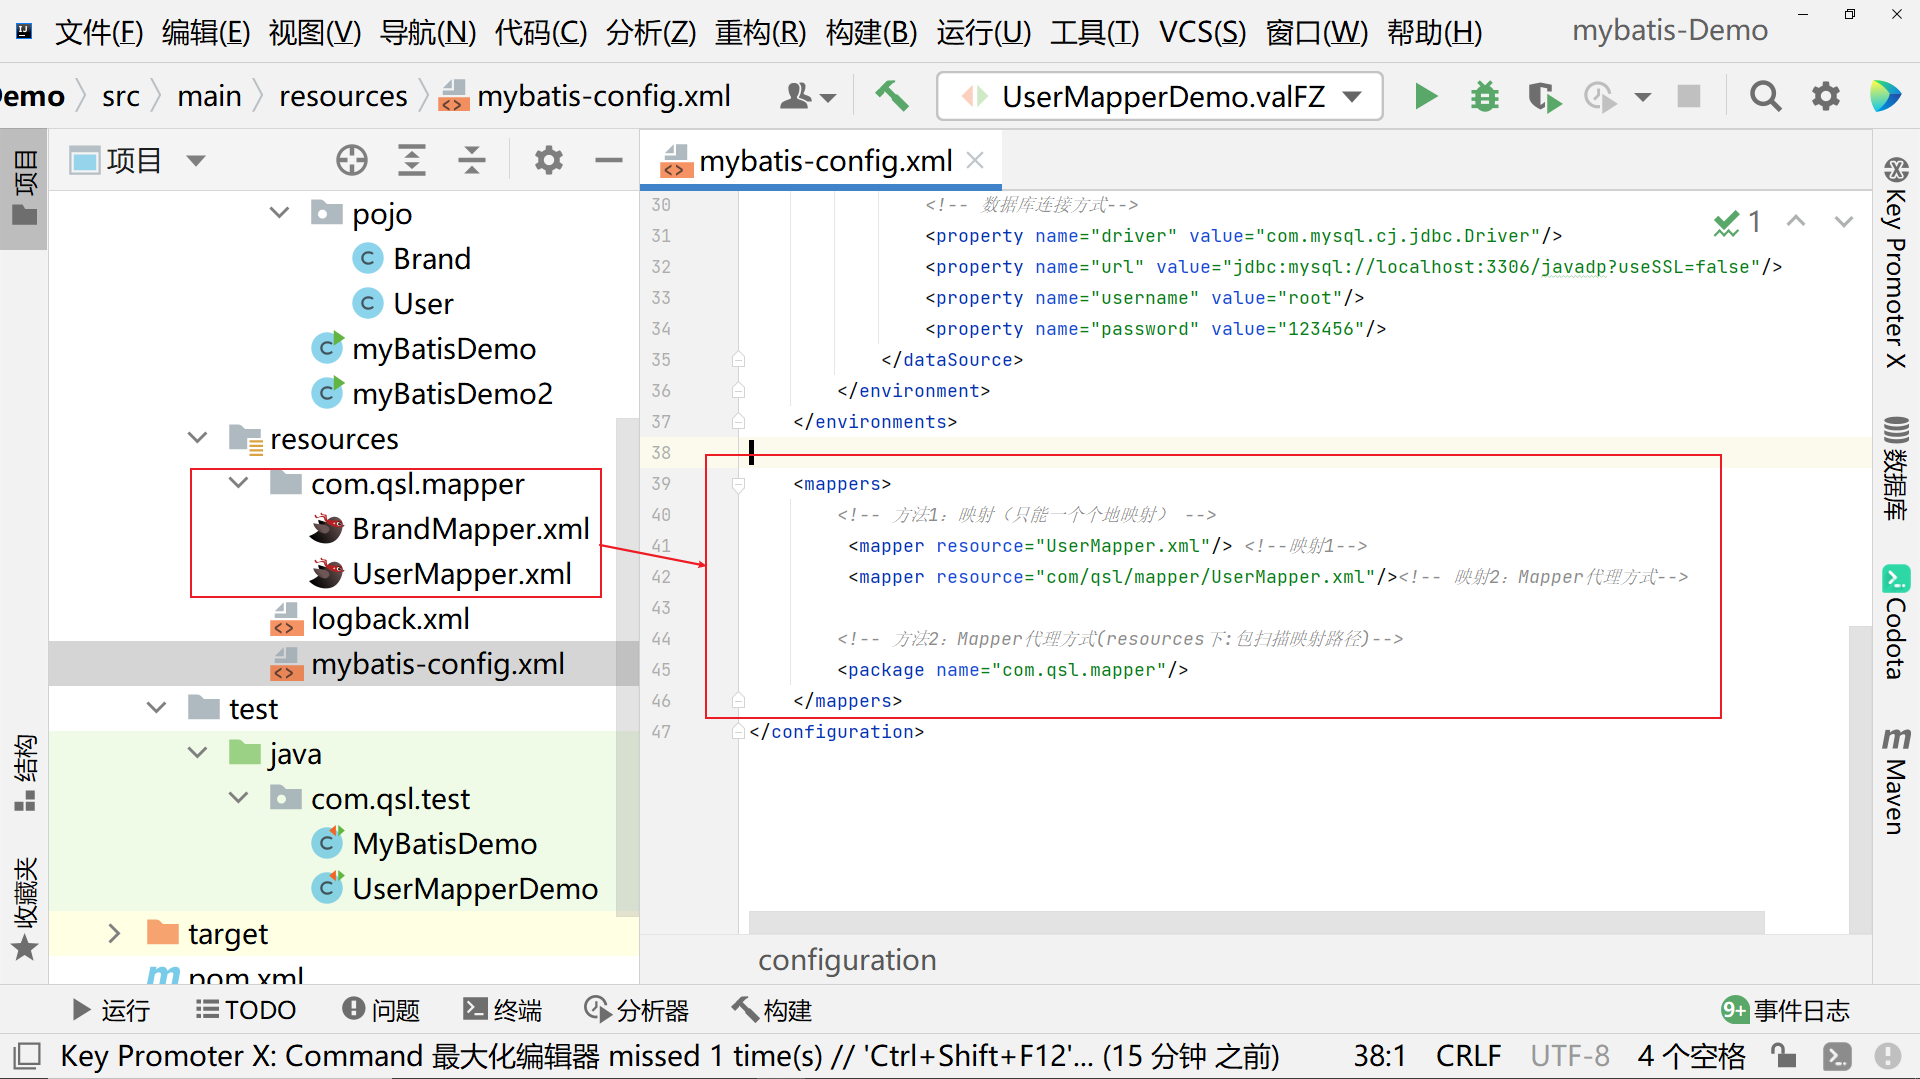 文件(F) 编辑(E) 视图(V) 导航(N) 代码(C) 分析(Z) 重构(R) 构建(B) 运行(U) 工具(T) VCS(S) 窗口(W) 帮助(H) mybatis-Demo
Demo src main resources mybatis-config.xml UserMapperDemo.valFZ
项目
项目
mybatis-config.xml
pojo
Brand
User
myBatisDemo
myBatisDemo2
resources
com.qsl.mapper
BrandMapper.xml
UserMapper.xml
logback.xml
mybatis-config.xml
test
java
com.qsl.test
MyBatisDemo
UserMapperDemo
target
pom.xml
结构
收藏夹
30 <!-- 数据库连接方式-->
31 <property name="driver" value="com.mysql.cj.jdbc.Driver"/>
32 <property name="url" value="jdbc:mysql://localhost:3306/javadp?useSSL=false"/>
33 <property name="username" value="root"/>
34 <property name="password" value="123456"/>
35 </dataSource>
36 </environment>
37 </environments>
38
39 <mappers>
40 <!-- 方法1：映射（只能一个个地映射） -->
41 <mapper resource="UserMapper.xml"/> <!--映射1-->
42 <mapper resource="com/qsl/mapper/UserMapper.xml"/><!-- 映射2：Mapper代理方式-->
43
44 <!-- 方法2：Mapper代理方式(resources下:包扫描映射路径)-->
45 <package name="com.qsl.mapper"/>
46 </mappers>
47 </configuration>
1
configuration
Key Promoter X
数据库
Codota
m Maven
运行 TODO 问题 终端 分析器 构建 9+ 事件日志
Key Promoter X: Command 最大化编辑器 missed 1 time(s) // 'Ctrl+Shift+F12'... (15 分钟 之前) 38:1 CRLF UTF-8 4 个空格